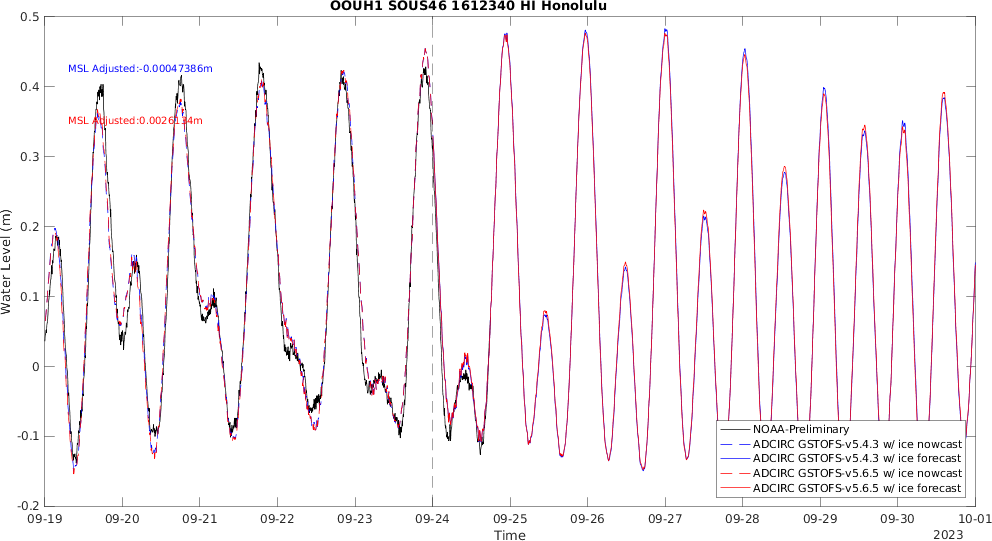 OOUH1 SOUS46 1612340 HI Honolulu
0.5
0.4
0.3
0.2
0.1
0
-0.1
-0.2
Water Level (m)
MSL Adjusted:-0.00047386m
MSL Adjusted:0.0026134m
NOAA-Preliminary
ADCIRC GSTOFS-v5.4.3 w/ ice nowcast
ADCIRC GSTOFS-v5.4.3 w/ ice forecast
ADCIRC GSTOFS-v5.6.5 w/ ice nowcast
ADCIRC GSTOFS-v5.6.5 w/ ice forecast
09-19 09-20 09-21 09-22 09-23 09-24 09-25 09-26 09-27 09-28 09-29 09-30 10-01
Time
2023